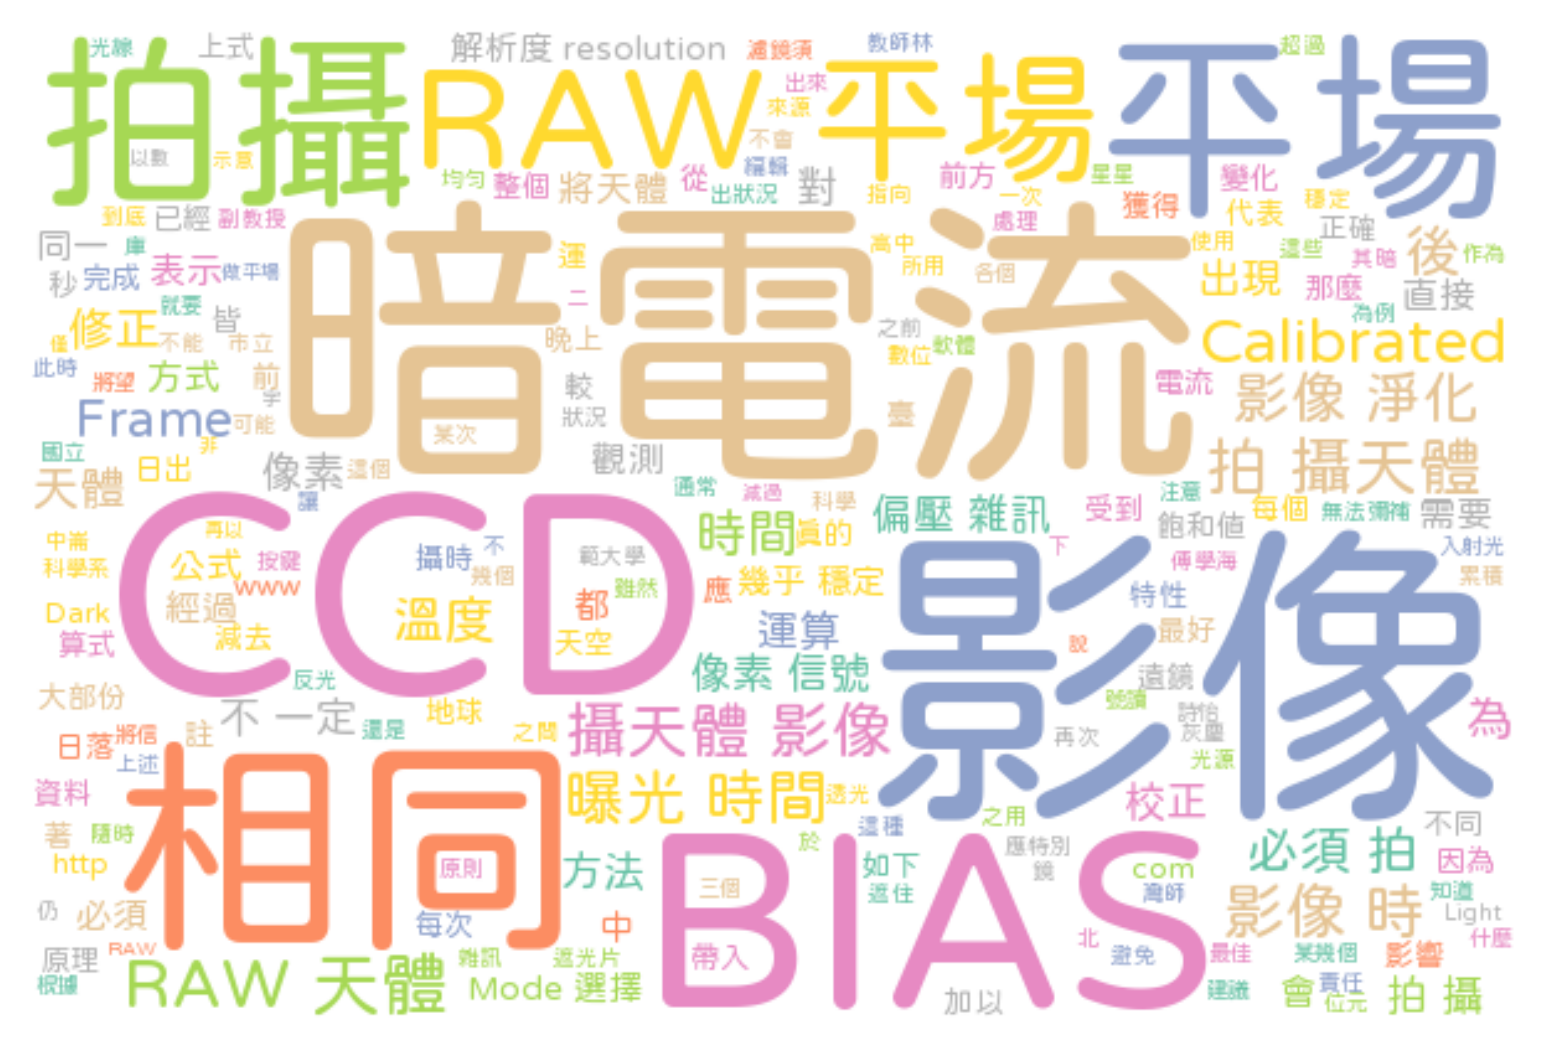 光線
上式
解析度 resolution
濾鏡須
教師林
超過
拍攝
RAW
平場
平場
出來
來源
不會
以數
示意
均勻
整個
將天體
從
編輯
出狀況
對
指向
前方
一次
星星
變化
獲得
代表
穩定
正確
到底
已經
副教授
處理
同一
庫
秒
完成
表示
做平場
暗電流
運
二
高中
所用
各個
使用
出現
這些
那麼
其暗
後
作為
直接
就要
為例
皆
修正
僅
不能
市立
晚上
之前
數位
軟體
Calibrated
此時
將望
方式
前
字
較
狀況
臺
電流
影像 淨化
Frame
可能
某次
國立
非
日出
像素
這個
觀測
拍 攝天體
天體
讓
通常
減過
科學
偏壓 雜訊
受到
注意
飽和值
每個
無法彌補
需要
中崙
再以
科學系
公式
按鍵
www
CCD
攝時
不
幾個
範大學
雖然
時間
真的
下
傅學海
入射光
累積
Dark
經過
減去
溫度
都
天空
應
幾乎 穩定
影像
特性
最好
算式
運算
說
像素 信號
遠鏡
號讀
大部份
反光
不 一定
還是
地球
之間
攝天體 影像
再次
詩怡
灰塵
為
日落
將信
註
上述
光源
資料
相同
曝光 時間
透光
校正
著
隨時
這種
之用
不同
http
原則
方法
於
如下
遮住
應特別
鏡
com
必須 拍
因為
BIAS
三個
灣師
知道
仍
必須
每次
中
影像 時
Light
什麼
原理
RAW
帶入
北
避免
最佳
某幾個
影響
根據
RAW 天體
雜訊
遮光片
Mode 選擇
加以
建議
會
責任
位元
拍 攝